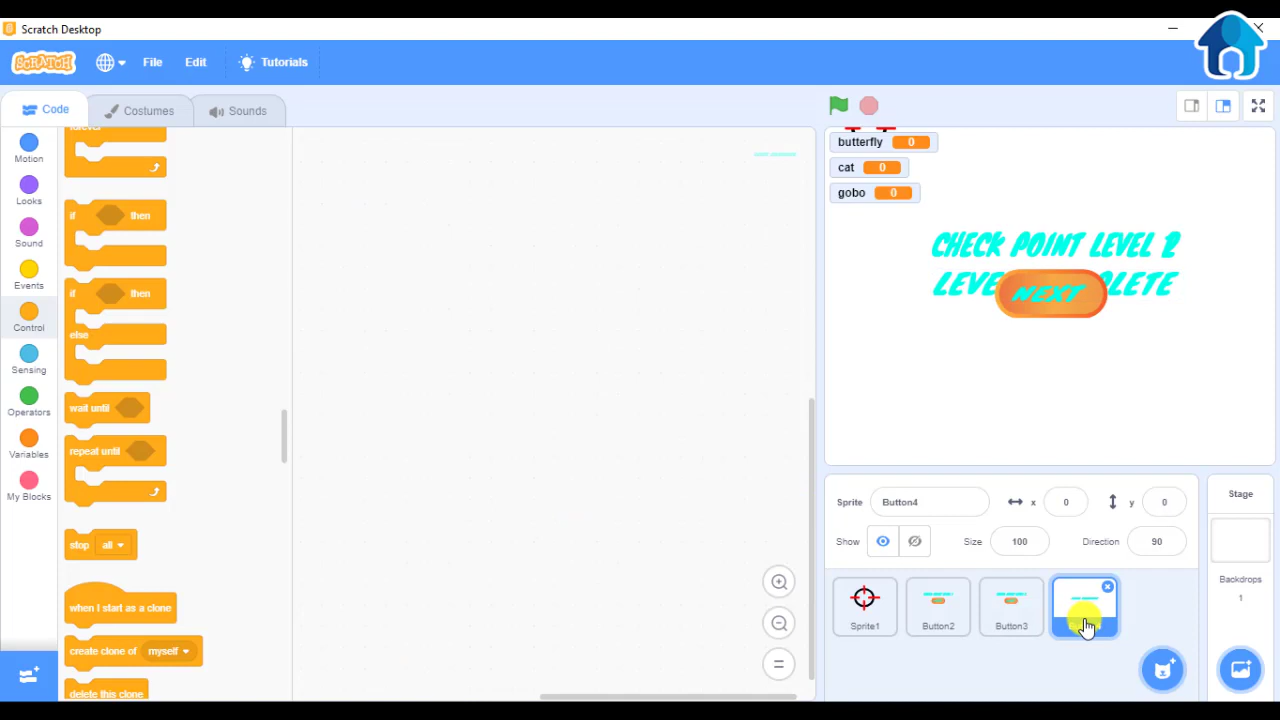 Scratch Desktop
SCRATCH File Edit Tutorials
Code Costumes Sounds
Motion
Looks
Sound
Events
Control
Sensing
Operators
Variables
My Blocks
forever
if then
if then
else
wait until
repeat until
stop all
when I start as a clone
create clone of myself
delete this clone
butterfly 0
cat 0
gobo 0
CHECK POINT LEVEL 2
NEXT
Sprite Button4 x 0 y 0
Show Size 100 Direction 90
Sprite1 Button2 Button3
Stage
Backdrops
1